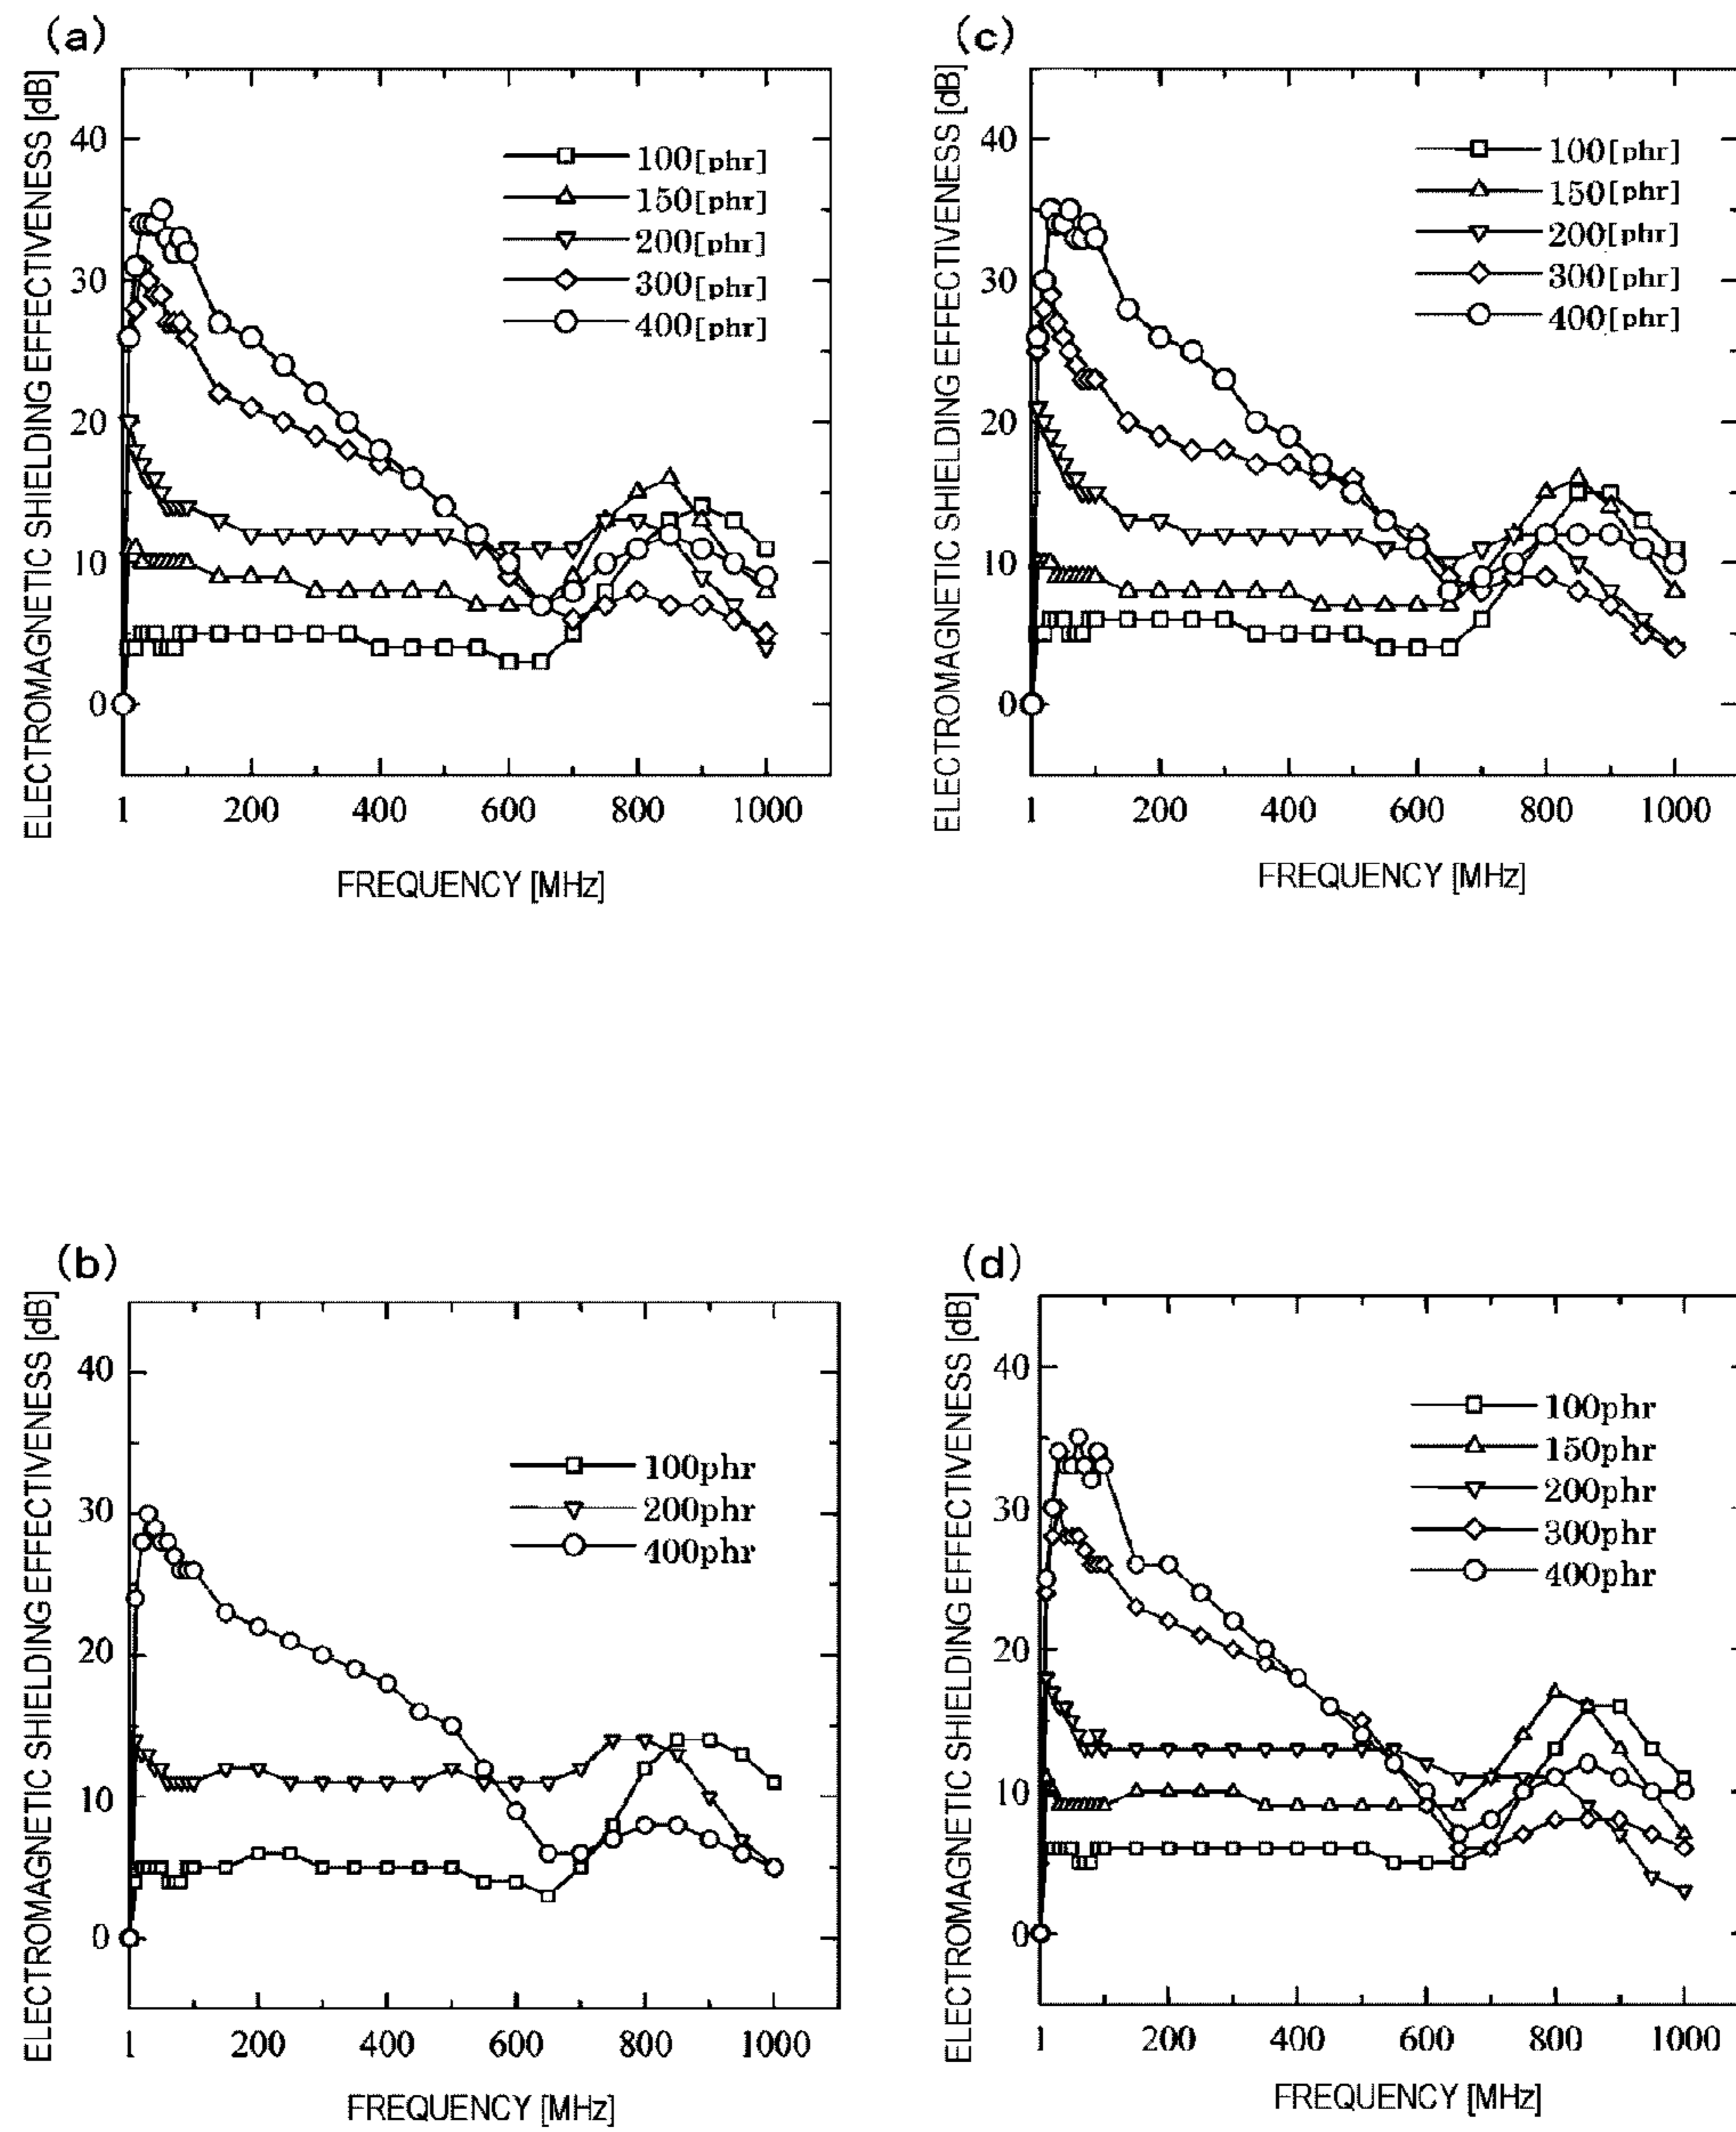 (a)
ELECTROMAGNETIC SHIELDING EFFECTIVENESS [dB]
40
30
20
10
0
100[phr]
150[phr]
200[phr]
300[phr]
400[phr]
1 200 400 600 800 1000
FREQUENCY [MHz]
(c)
ELECTROMAGNETIC SHIELDING EFFECTIVENESS [dB]
40
30
20
10
0
100[phr]
150[phr]
200[phr]
300[phr]
400[phr]
1 200 400 600 800 1000
FREQUENCY [MHz]
(b)
ELECTROMAGNETIC SHIELDING EFFECTIVENESS [dB]
40
30
20
10
0
100phr
200phr
400phr
1 200 400 600 800 1000
FREQUENCY [MHz]
(d)
ELECTROMAGNETIC SHIELDING EFFECTIVENESS [dB]
40
30
20
10
0
100phr
150phr
200phr
300phr
400phr
1 200 400 600 800 1000
FREQUENCY [MHz]